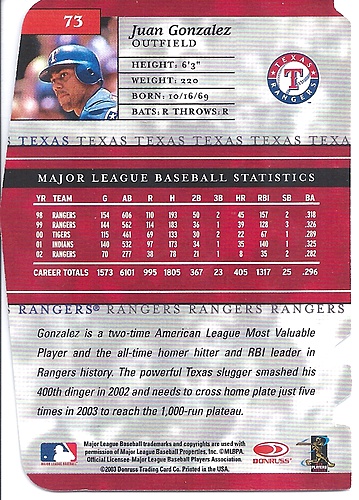 73
Juan Gonzalez
OUTFIELD
HEIGHT: 6'3"
WEIGHT: 220
BORN: 10/16/69
BATS: R THROWS: R
TEXAS
RANGERS
T
TEXAS TEXAS TEXAS TEXAS TEXAS TEXAS
MAJOR LEAGUE BASEBALL STATISTICS
YR TEAM G AB R H 2B 3B HR RBI SB BA
98 RANGERS 154 606 110 193 50 2 45 157 2 .318
99 RANGERS 144 562 114 183 36 1 39 128 3 .326
00 TIGERS 115 461 69 133 30 2 22 67 1 .289
01 INDIANS 140 532 97 173 34 1 35 140 1 .325
02 RANGERS 70 277 38 78 21 1 8 35 2 .282
CAREER TOTALS 1573 6101 995 1805 367 23 405 1317 25 .296
RANGERS® RANGERS RANGERS RANGERS
Gonzalez is a two-time American League Most Valuable
Player and the all-time homer hitter and RBI leader in
Rangers history. The powerful Texas slugger smashed his
400th dinger in 2002 and needs to cross home plate just five
times in 2003 to reach the 1,000-run plateau.
Major League Baseball trademarks and copyrights are used with
permission of Major League Baseball Properties, Inc. ©MLBPA.
Official Licensee-Major League Baseball Players Association.
©2003 Donruss Trading Card Co. Printed in the USA.
DONRUSS
PLAYERS